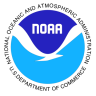 NATIONAL OCEANIC AND ATMOSPHERIC ADMINISTRATION
NOAA
U.S. DEPARTMENT OF COMMERCE